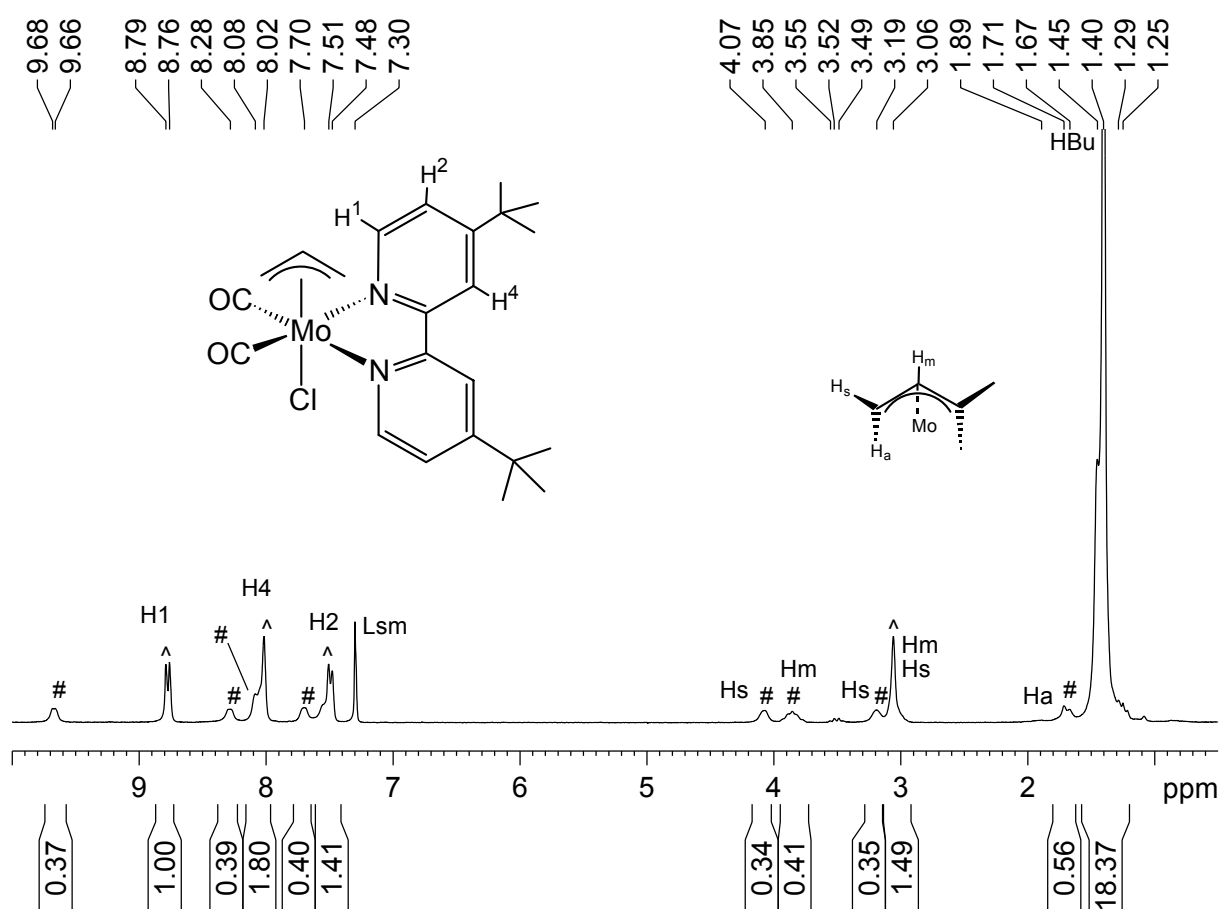 9.68 9.66 8.79 8.76 8.28 8.08 8.02 7.70 7.51 7.48 7.30 4.07 3.85 3.55 3.52 3.49 3.19 3.06 1.89 1.71 1.67 1.45 1.40 1.29 1.25
HBu
H2
H1
H4
N
OC
Mo
OC
N
Cl
Hm
Hs
Mo
Ha
H4
H1 ^ H2
^ # ^ Lsm ^
Hm
Hm Hs
# # # Hs # # Hs # Ha #
9 8 7 6 5 4 3 2 ppm
0.37 1.00 0.39 1.80 0.40 1.41 0.34 0.41 0.35 1.49 0.56 18.37